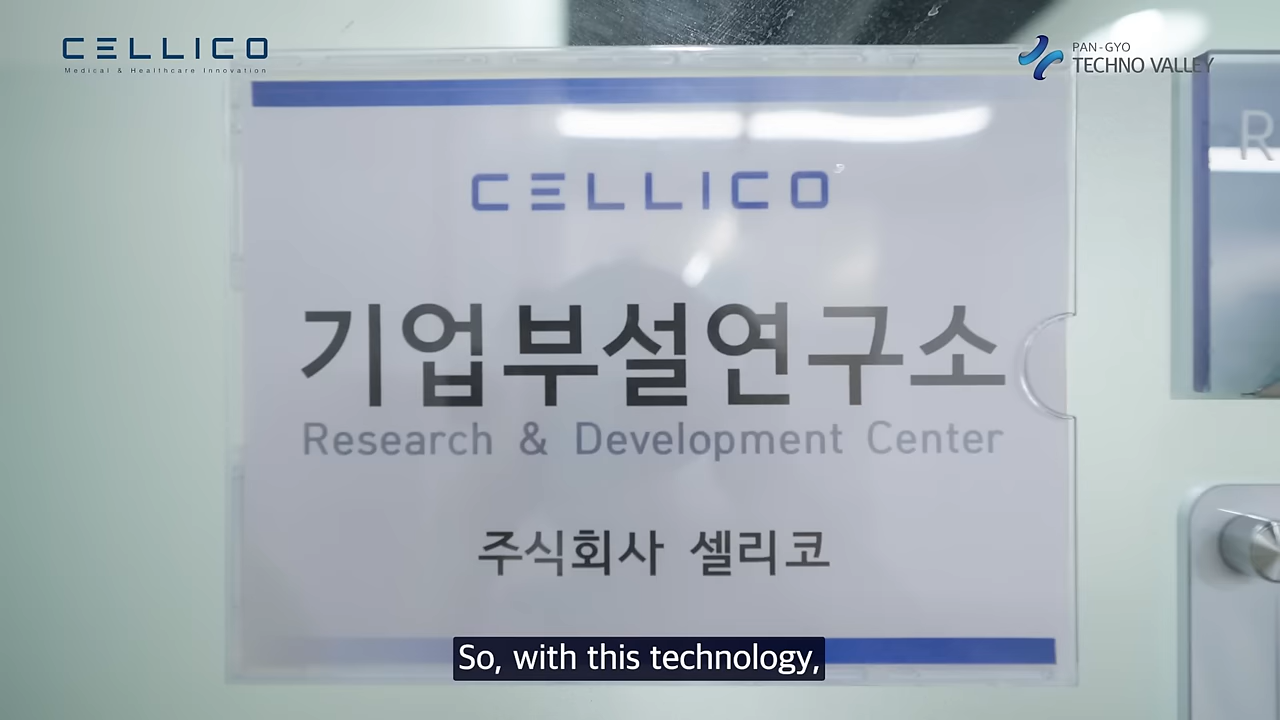 CELLICO
Medical & Healthcare Innovation
PAN-GYO
TECHNO VALLEY
R
CELLICO
기업부설연구소
Research & Development Center
주식회사 셀리코
So, with this technology,